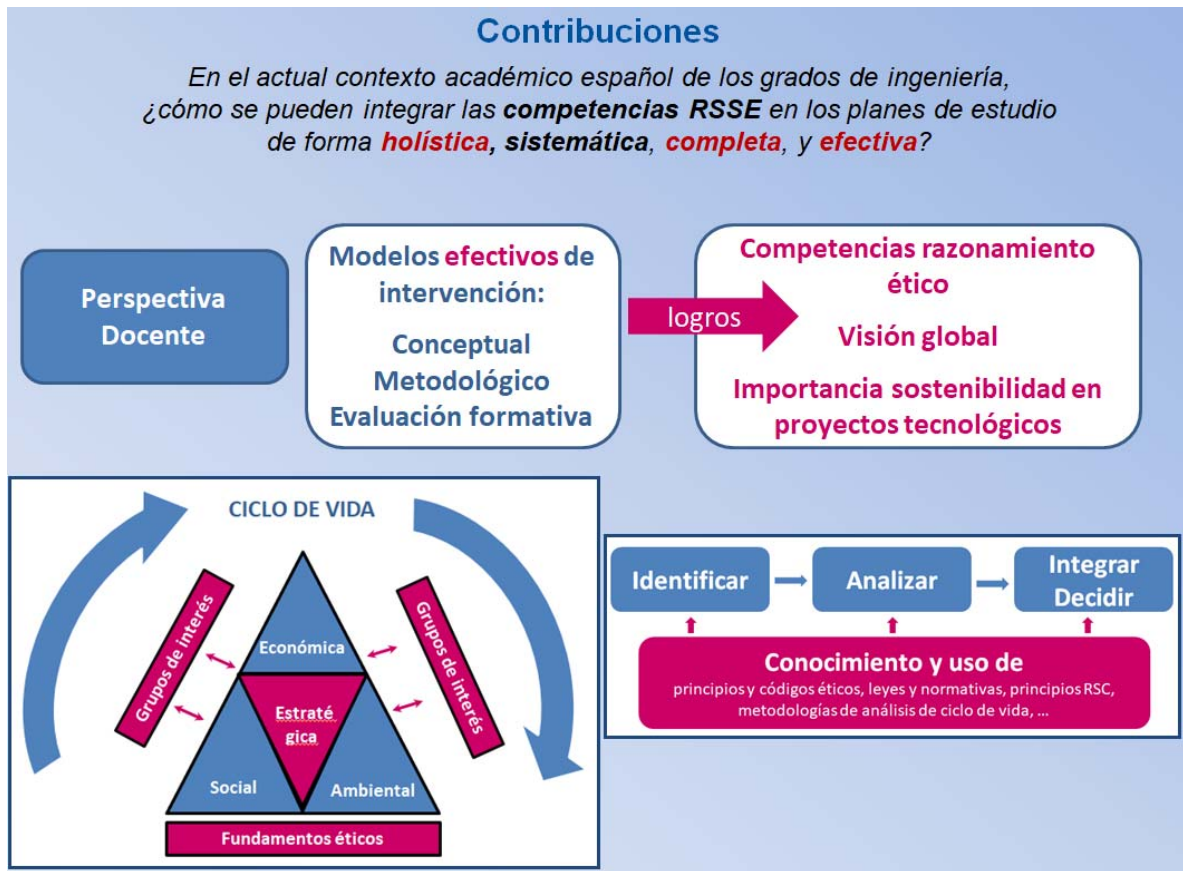 Contribuciones
En el actual contexto académico español de los grados de ingeniería,
¿cómo se pueden integrar las competencias RSSE en los planes de estudio
de forma holística, sistemática, completa, y efectiva?
Perspectiva
Docente
Modelos efectivos de
intervención:
Conceptual
Metodológico
Evaluación formativa
logros
Competencias razonamiento
ético
Visión global
Importancia sostenibilidad en
proyectos tecnológicos
CICLO DE VIDA
Grupos de interés
Grupos de interés
Económica
Estraté
gica
Social
Ambiental
Fundamentos éticos
Identificar
Analizar
Integrar
Decidir
Conocimiento y uso de
principios y códigos éticos, leyes y normativas, principios RSC,
metodologías de análisis de ciclo de vida, ...